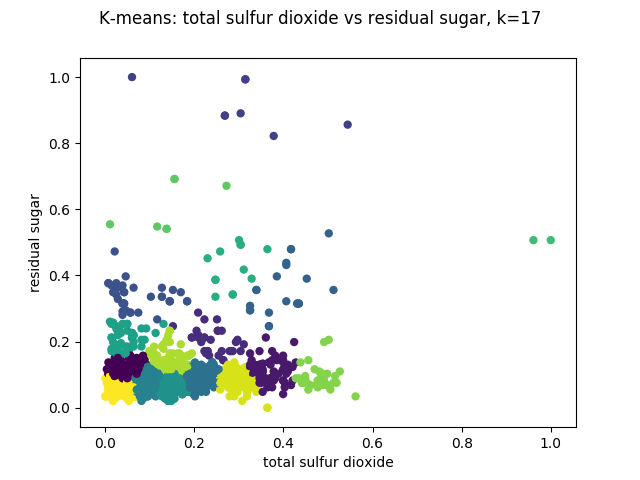 K-means: total sulfur dioxide vs residual sugar, k=17
1.0
0.8
0.6
0.4
0.2
0.0
residual sugar
0.0 0.2 0.4 0.6 0.8 1.0
total sulfur dioxide